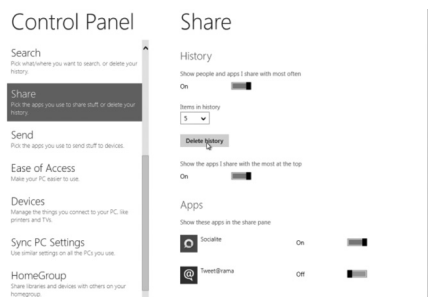 Control Panel
Share
Search
Pick what/where you want to search, or delete your
history.
Share
Pick the apps you use to share stuff or delete your
history.
Send
Pick the apps you use to send stuff to devices.
Ease of Access
Make your PC easier to use.
Devices
Manage the things you connect to your PC, like
printers and TVs.
Sync PC Settings
Use similar settings on all the PCs you use.
HomeGroup
Share libraries and devices with others on your
homegroup.
History
Show people and apps I share with most often
On
Items in history
5
Delete history
Show the apps I share with the most at the top
On
Apps
Show these apps in the share pane
Socialite On
Tweet@rama Off